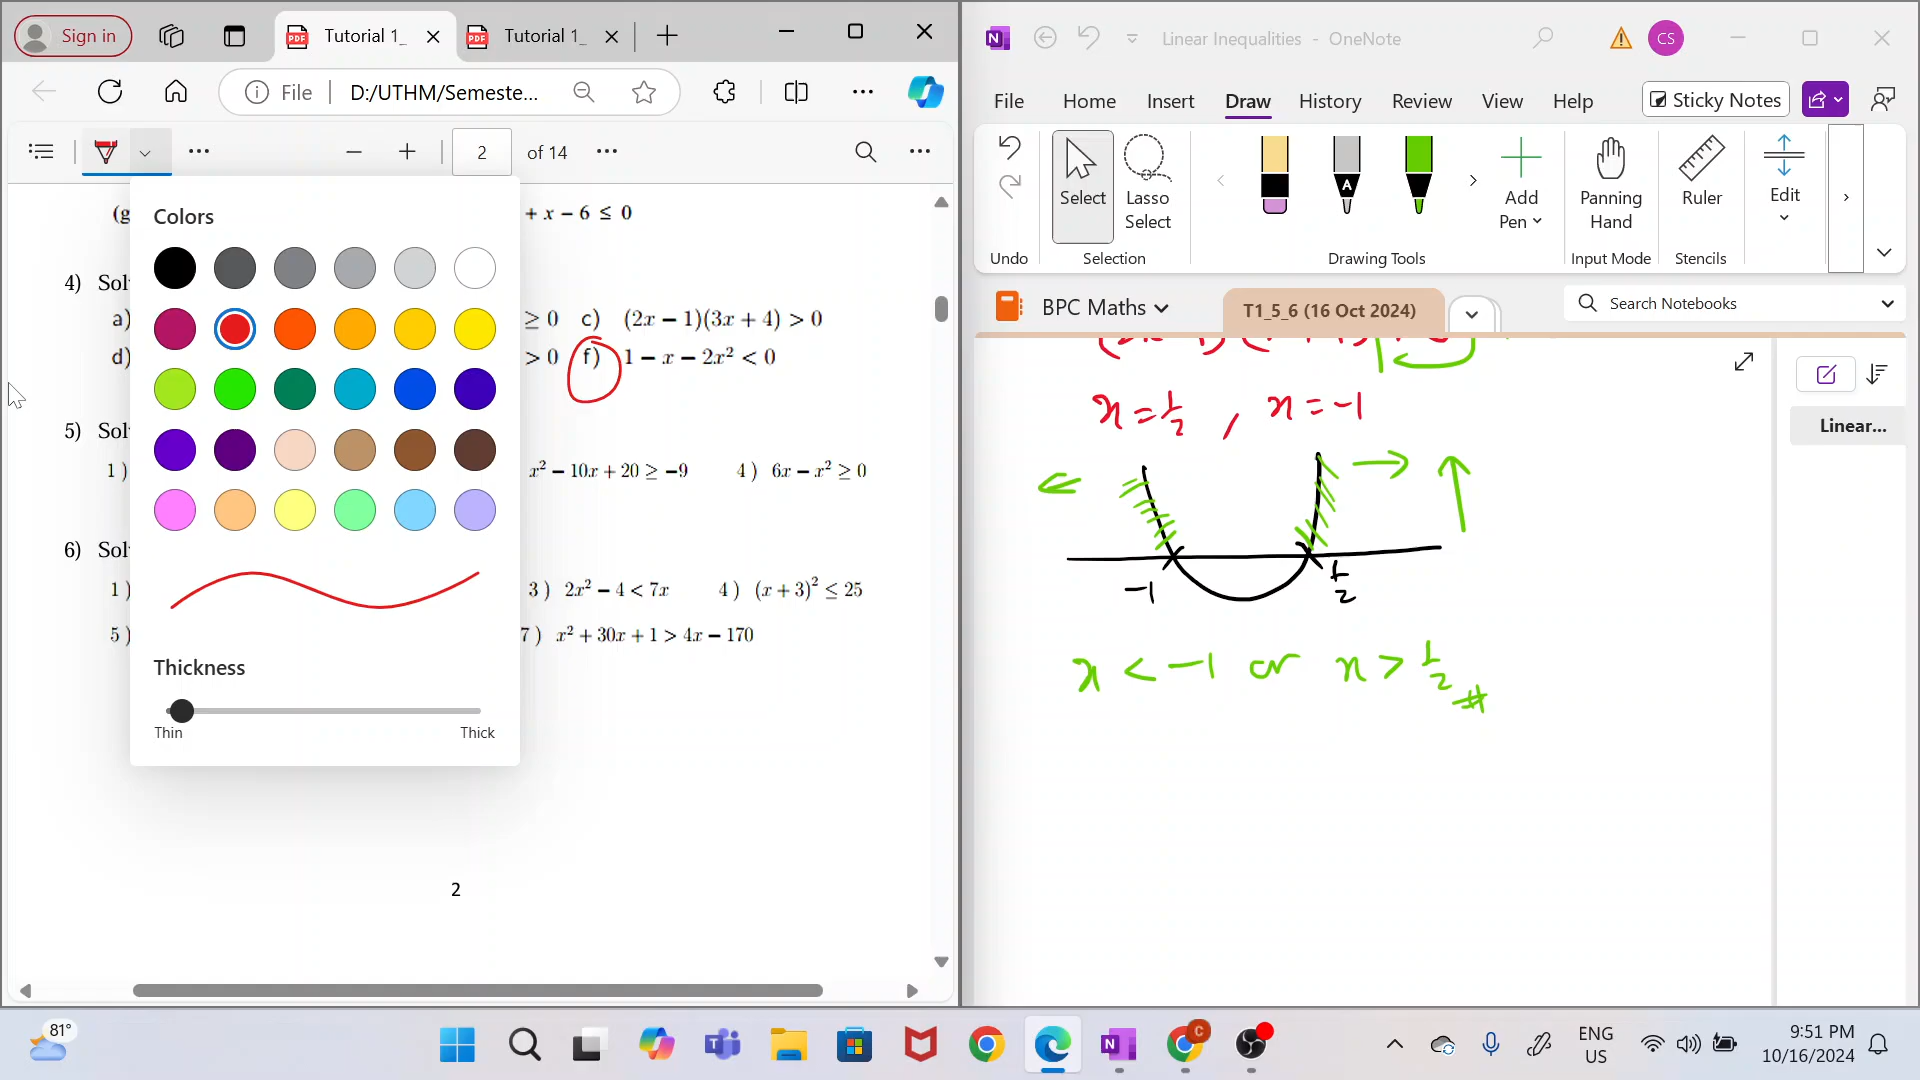 Sign in
Tutorial 1_
Tutorial 1_
File
D:/UTHM/Semeste...
2
of 14
Colors
Thickness
Thin
Thick
(g
+ x − 6 ≤ 0
4) Sol
a)
≥ 0 c) (2x − 1)(3x + 4) > 0
d)
> 0 f) 1 − x − 2x² < 0
5) Sol
1 )
x² − 10x + 20 ≥ −9 4 ) 6x − x² ≥ 0
6) Sol
1 )
3 ) 2x² − 4 < 7x 4 ) (x + 3)² ≤ 25
5 )
7 ) x² + 30x + 1 > 4x − 170
2
Linear Inequalities - OneNote
CS
File Home Insert Draw History Review View Help
Sticky Notes
Select
Lasso Select
A
Add Pen
Panning Hand
Ruler
Edit
Undo
Selection
Drawing Tools
Input Mode
Stencils
BPC Maths
T1_5_6 (16 Oct 2024)
Search Notebooks
Linear...
x = 1/2 , x = -1
-1
1/2
x < -1 or x > 1/2 #
81°
ENG
US
9:51 PM
10/16/2024